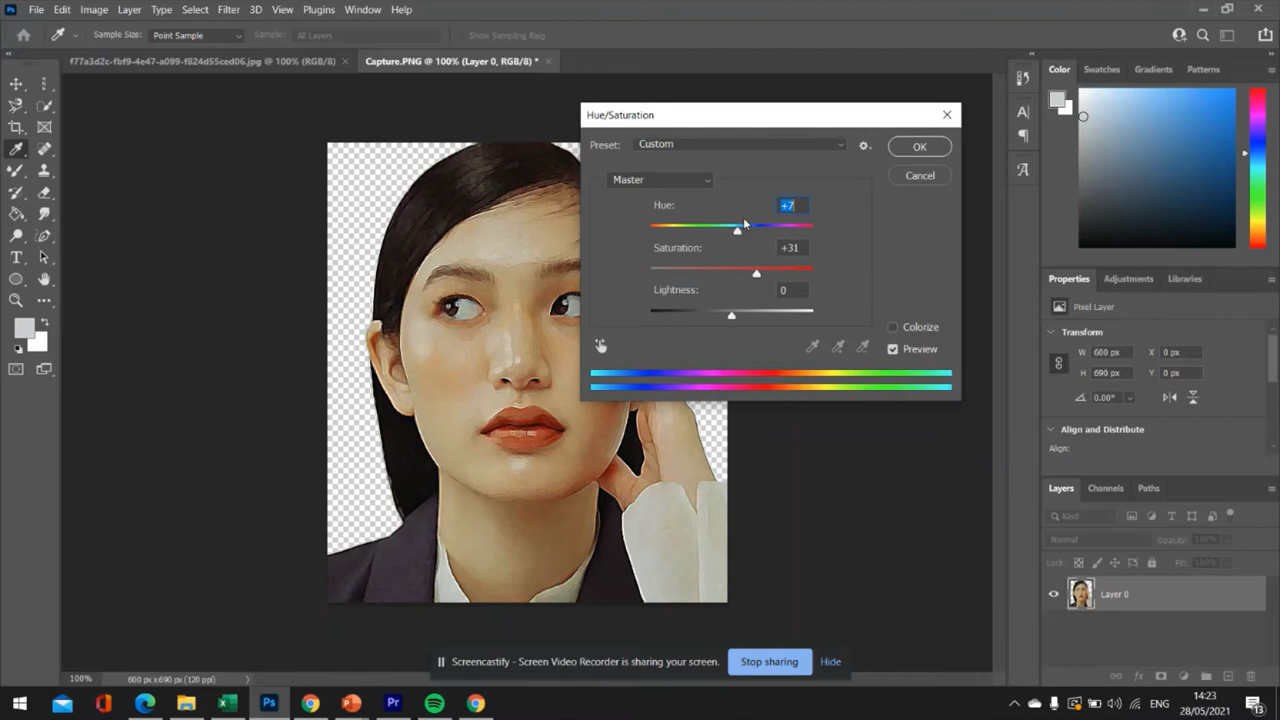 Ps File Edit Image Layer Type Select Filter 3D View Plugins Window Help
Sample Size: Point Sample Sample: All Layers Show Sampling Ring
f77a3d2c-fbf9-4e47-a099-f824d55ced06.jpg @ 100% (RGB/8) × Capture.PNG @ 100% (Layer 0, RGB/8) * ×
Color Swatches Gradients Patterns
Hue/Saturation
Preset: Custom
OK
Master
Cancel
Hue: +7
Saturation: +31
Lightness: 0
Colorize
Preview
Properties Adjustments Libraries
Pixel Layer
Transform
W 600 px X 0 px
H 690 px Y 0 px
0.00°
Align and Distribute
Align:
Layers Channels Paths
Kind
Normal Opacity: 100%
Lock: Fill: 100%
Layer 0
Screencastify - Screen Video Recorder is sharing your screen. Stop sharing Hide
100% 600 px x 690 px (120 ppi)
Ps Pr ENG 14:23
28/05/2021 13